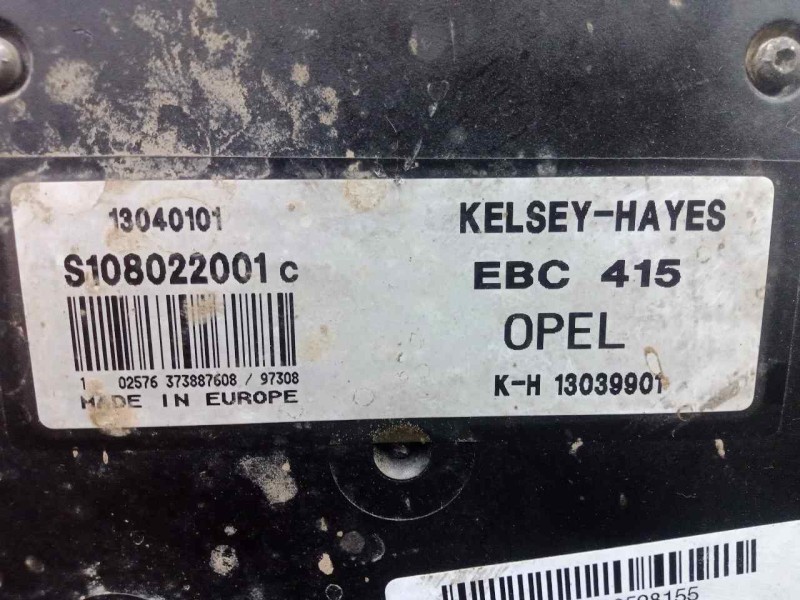 13040101
S108022001 C
1 02576 373887608 / 97308
MADE IN EUROPE
KELSEY-HAYES
EBC 415
OPEL
K-H 13039901